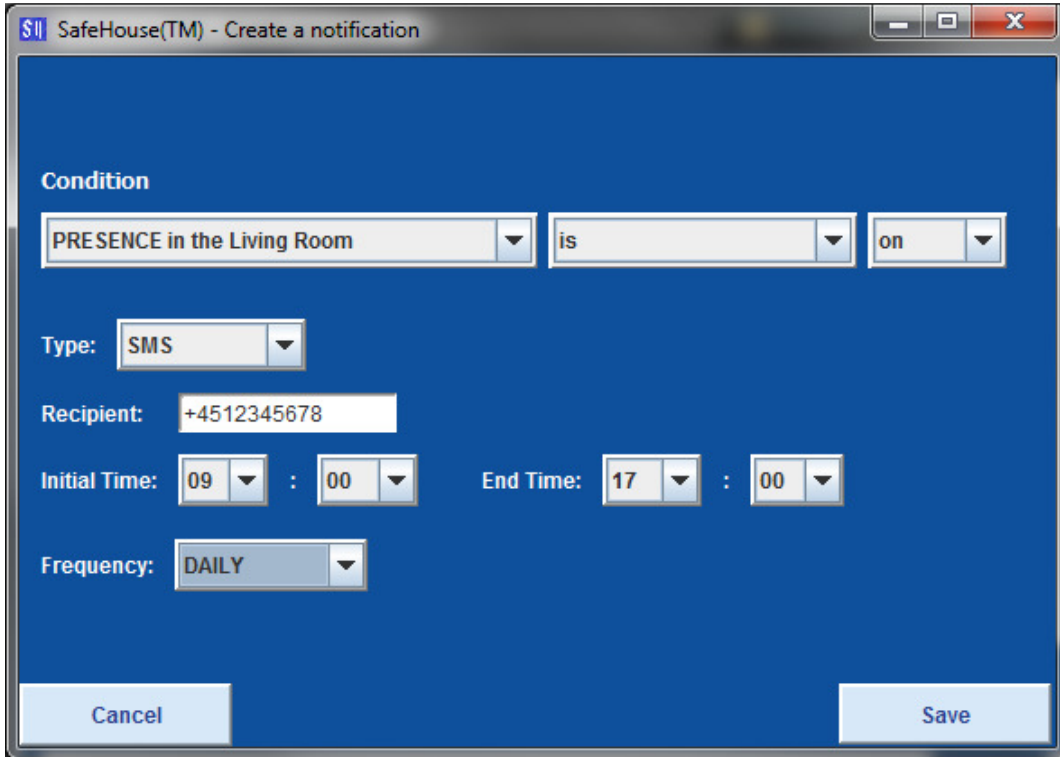 SII SafeHouse(TM) - Create a notification
Condition
PRESENCE in the Living Room is on
Type: SMS
Recipient: +4512345678
Initial Time: 09 : 00 End Time: 17 : 00
Frequency: DAILY
Cancel Save